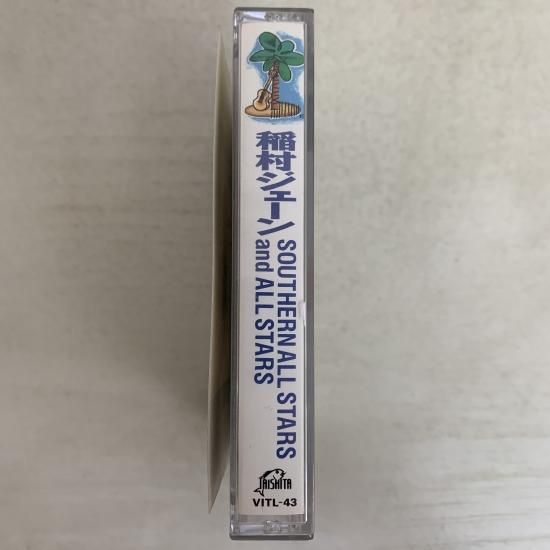 稲村ジェーン
SOUTHERN ALL STARS
and ALL STARS
TAISHITA
VITL-43